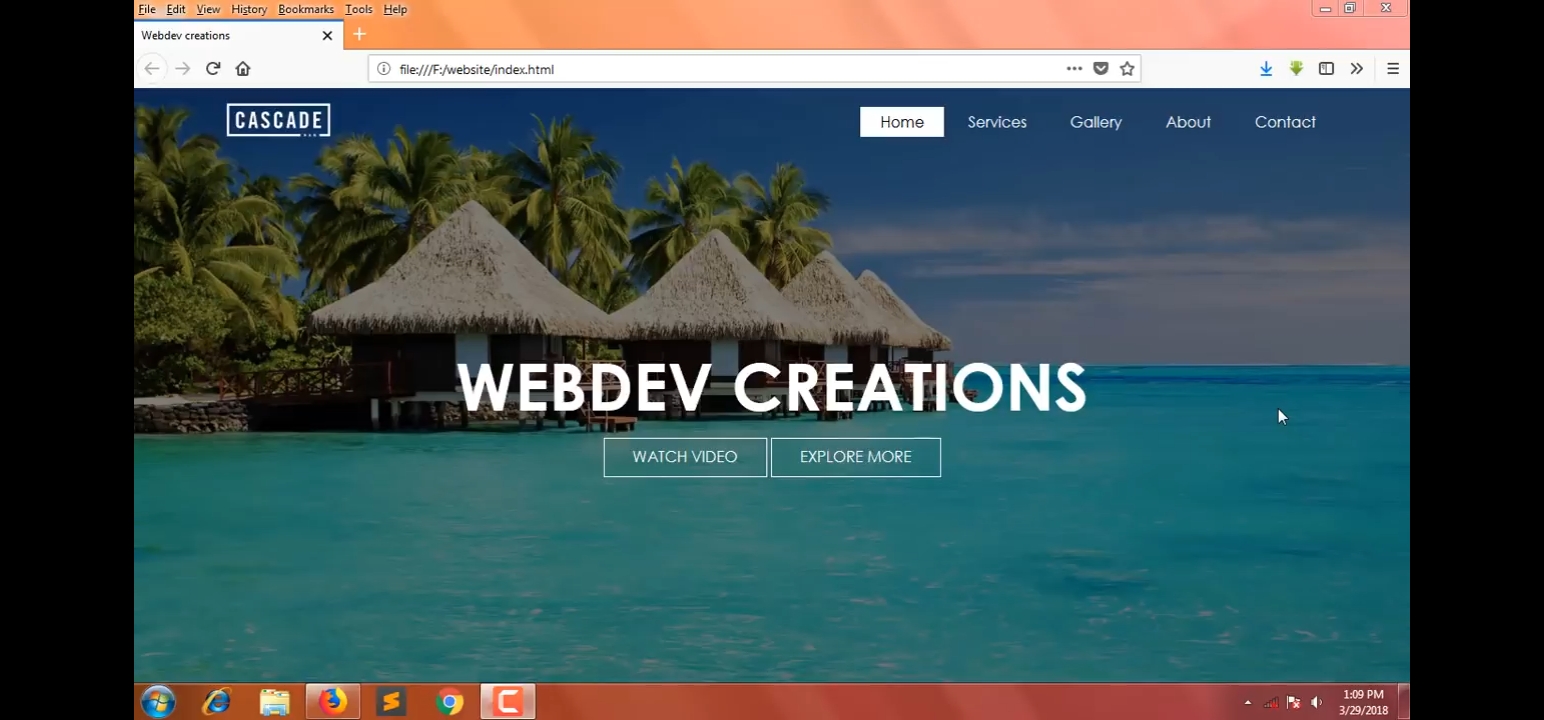 File Edit View History Bookmarks Tools Help
Webdev creations
file:///F:/website/index.html
CASCADE
Home Services Gallery About Contact
WEBDEV CREATIONS
WATCH VIDEO EXPLORE MORE
1:09 PM
3/29/2018